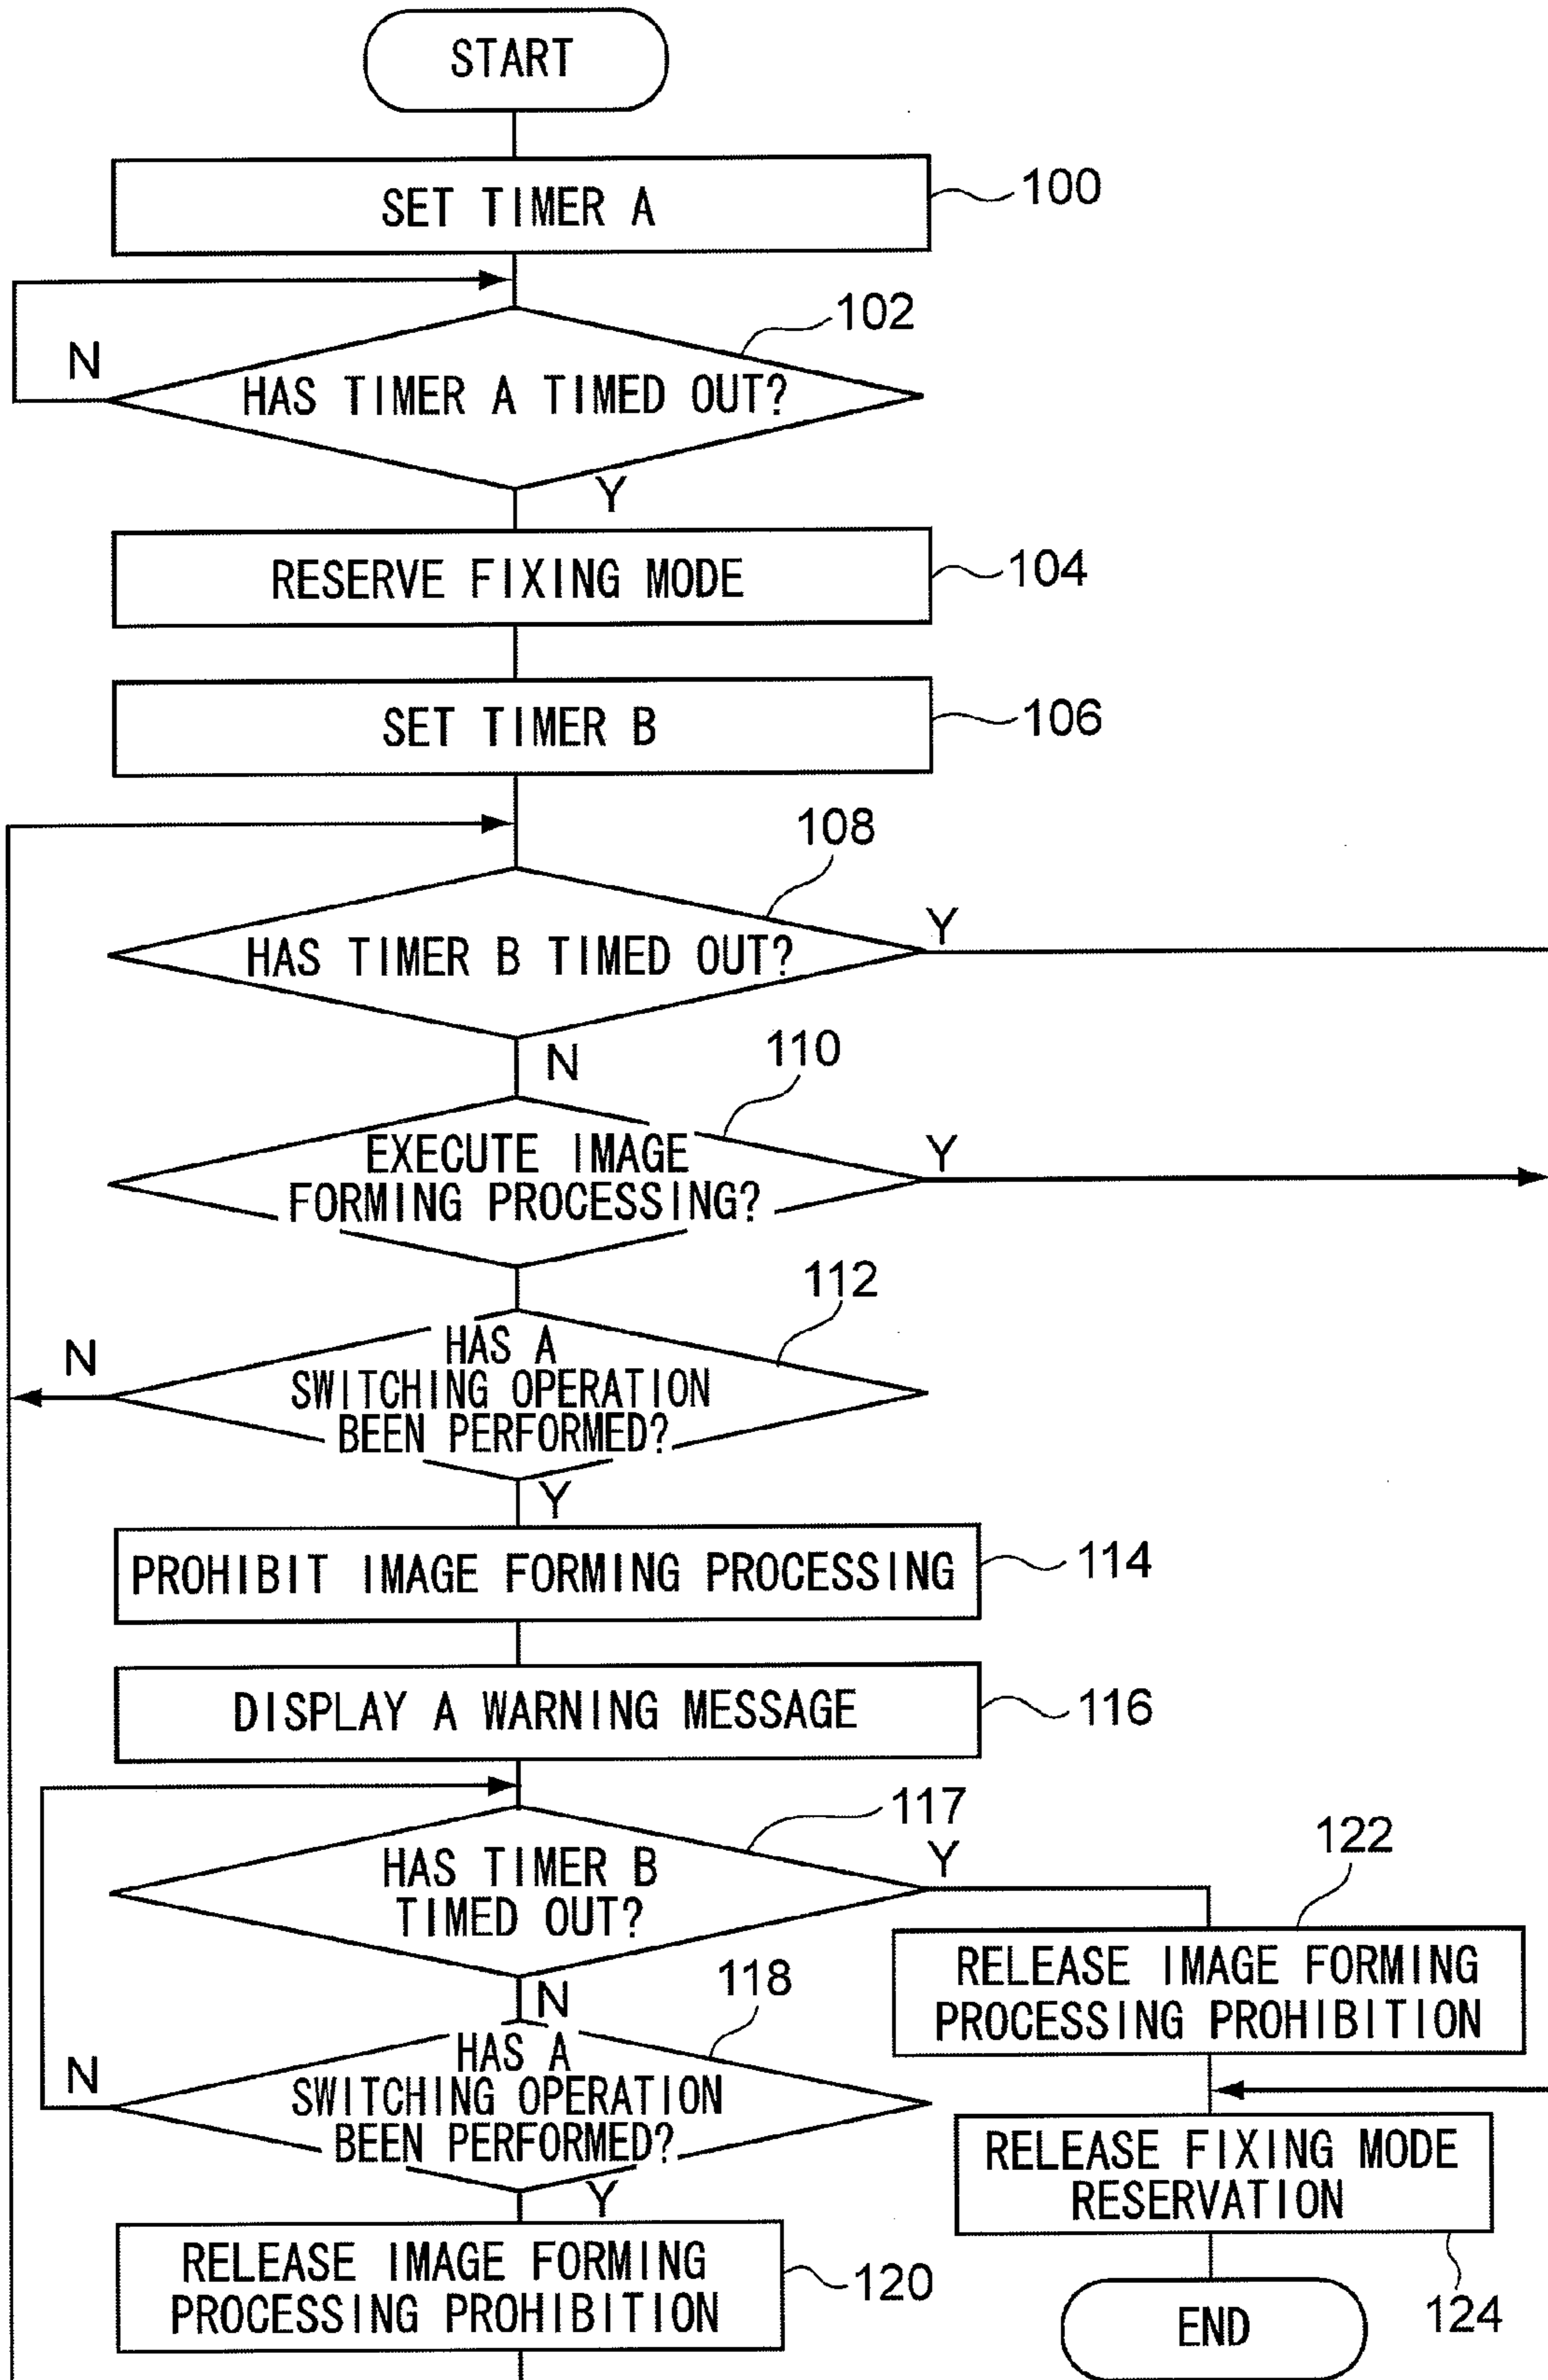 START
SET TIMER A
100
102
N
HAS TIMER A TIMED OUT?
Y
RESERVE FIXING MODE
104
SET TIMER B
106
108
HAS TIMER B TIMED OUT?
Y
N
110
EXECUTE IMAGE
FORMING PROCESSING?
Y
112
N
HAS A
SWITCHING OPERATION
BEEN PERFORMED?
Y
PROHIBIT IMAGE FORMING PROCESSING
114
DISPLAY A WARNING MESSAGE
116
117
HAS TIMER B
TIMED OUT?
Y
122
N
118
RELEASE IMAGE FORMING
PROCESSING PROHIBITION
N
HAS A
SWITCHING OPERATION
BEEN PERFORMED?
Y
RELEASE FIXING MODE
RESERVATION
124
RELEASE IMAGE FORMING
PROCESSING PROHIBITION
120
END